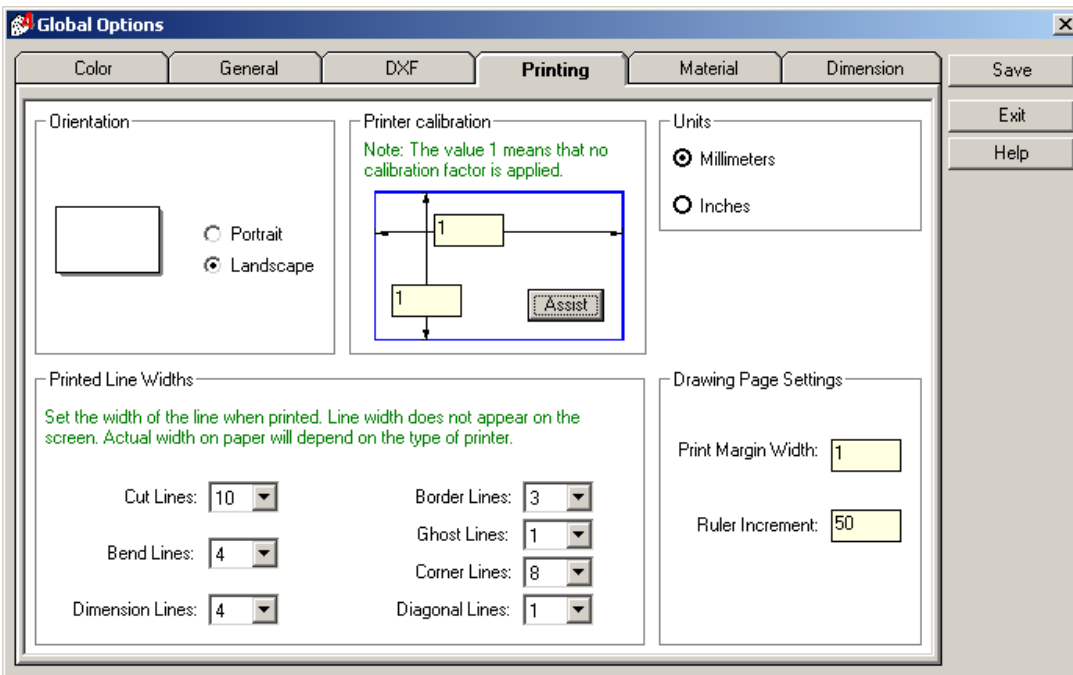 Global Options
Color
General
DXF
Printing
Material
Dimension
Save
Exit
Help
Orientation
Portrait
Landscape
Printer calibration
Note: The value 1 means that no
calibration factor is applied.
1
1
Assist
Units
Millimeters
Inches
Printed Line Widths
Set the width of the line when printed. Line width does not appear on the
screen. Actual width on paper will depend on the type of printer.
Cut Lines: 10
Bend Lines: 4
Dimension Lines: 4
Border Lines: 3
Ghost Lines: 1
Corner Lines: 8
Diagonal Lines: 1
Drawing Page Settings
Print Margin Width: 1
Ruler Increment: 50